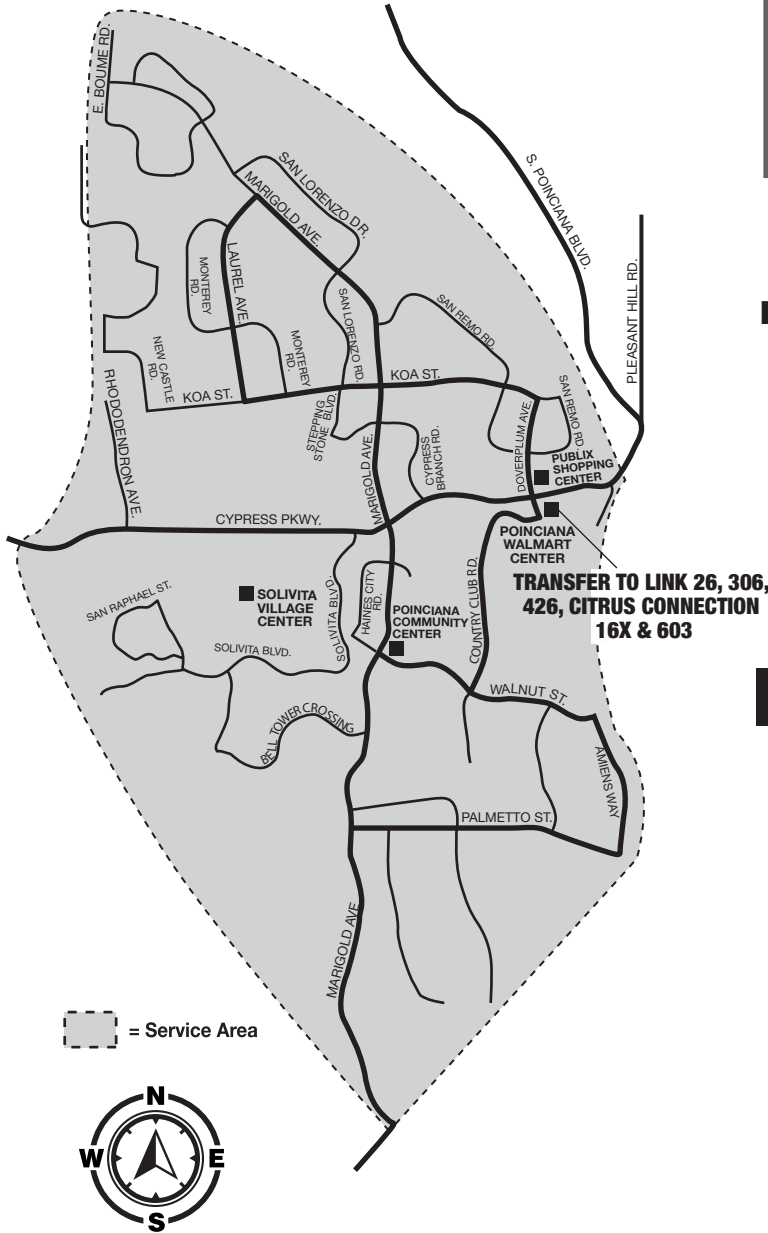 E. BOUME RD.
SAN LORENZO DR.
MARIGOLD AVE.
S. POINCIANA BLVD.
PLEASANT HILL RD.
LAUREL AVE.
MONTEREY
RD.
SAN LORENZO RD.
SAN REMO RD.
MONTEREY
RD.
NEW CASTLE
RD.
KOA ST.
KOA ST.
RHODODENDRON AVE.
STEPPING
STONE BLVD.
MARIGOLD AVE.
CYPRESS
BRANCH RD.
DOVERPLUM AVE.
SAN REMO RD.
PUBLIX
SHOPPING
CENTER
CYPRESS PKWY.
POINCIANA
WALMART
CENTER
TRANSFER TO LINK 26, 306,
426, CITRUS CONNECTION
16X & 603
SAN RAPHAEL ST.
SOLIVITA
VILLAGE
CENTER
SOLIVITA BLVD.
SOLIVITA BLVD.
HAINES CITY
RD.
POINCIANA
COMMUNITY
CENTER
COUNTRY CLUB RD.
WALNUT ST.
BELL TOWER CROSSING
AMIENS WAY
PALMETTO ST.
MARIGOLD AVE
= Service Area
N
W
E
S